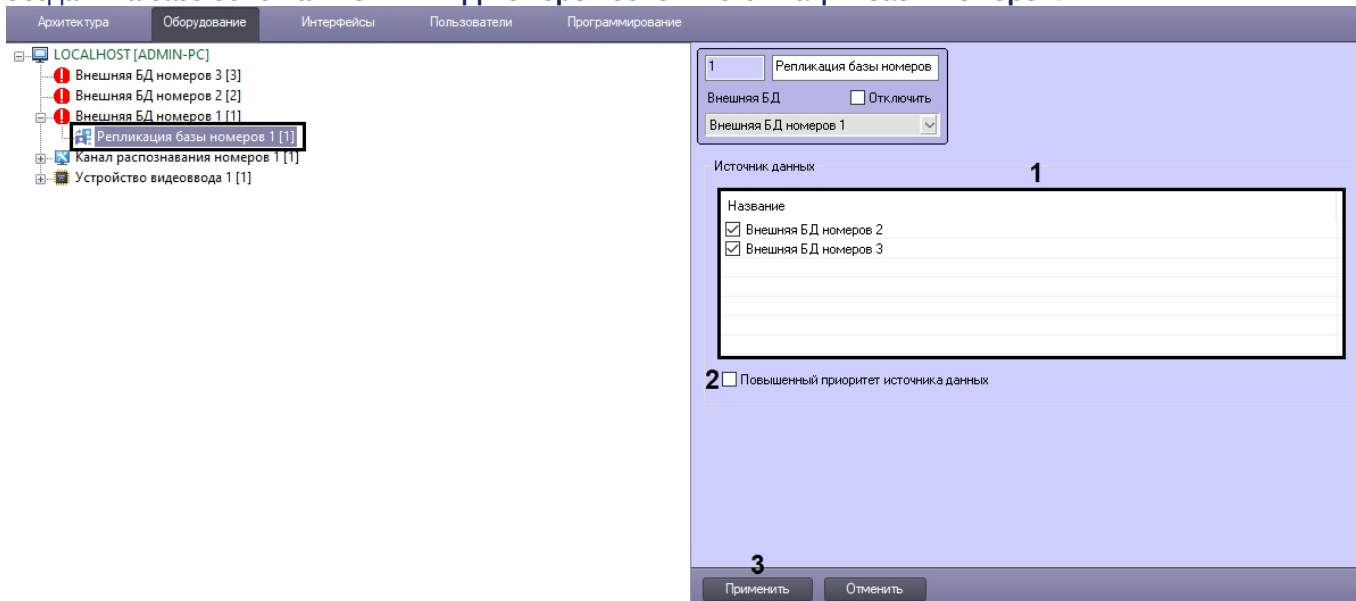 Архитектура Оборудование Интерфейсы Пользователи Программирование
LOCALHOST [ADMIN-PC]
Внешняя БД номеров 3 [3]
Внешняя БД номеров 2 [2]
Внешняя БД номеров 1 [1]
Репликация базы номеров 1 [1]
Канал распознавания номеров 1 [1]
Устройство видеоввода 1 [1]
1 Репликация базы номеров
Внешняя БД Отключить
Внешняя БД номеров 1
Источник данных
1
Название
Внешняя БД номеров 2
Внешняя БД номеров 3
2 Повышенный приоритет источника данных
3
Применить Отменить